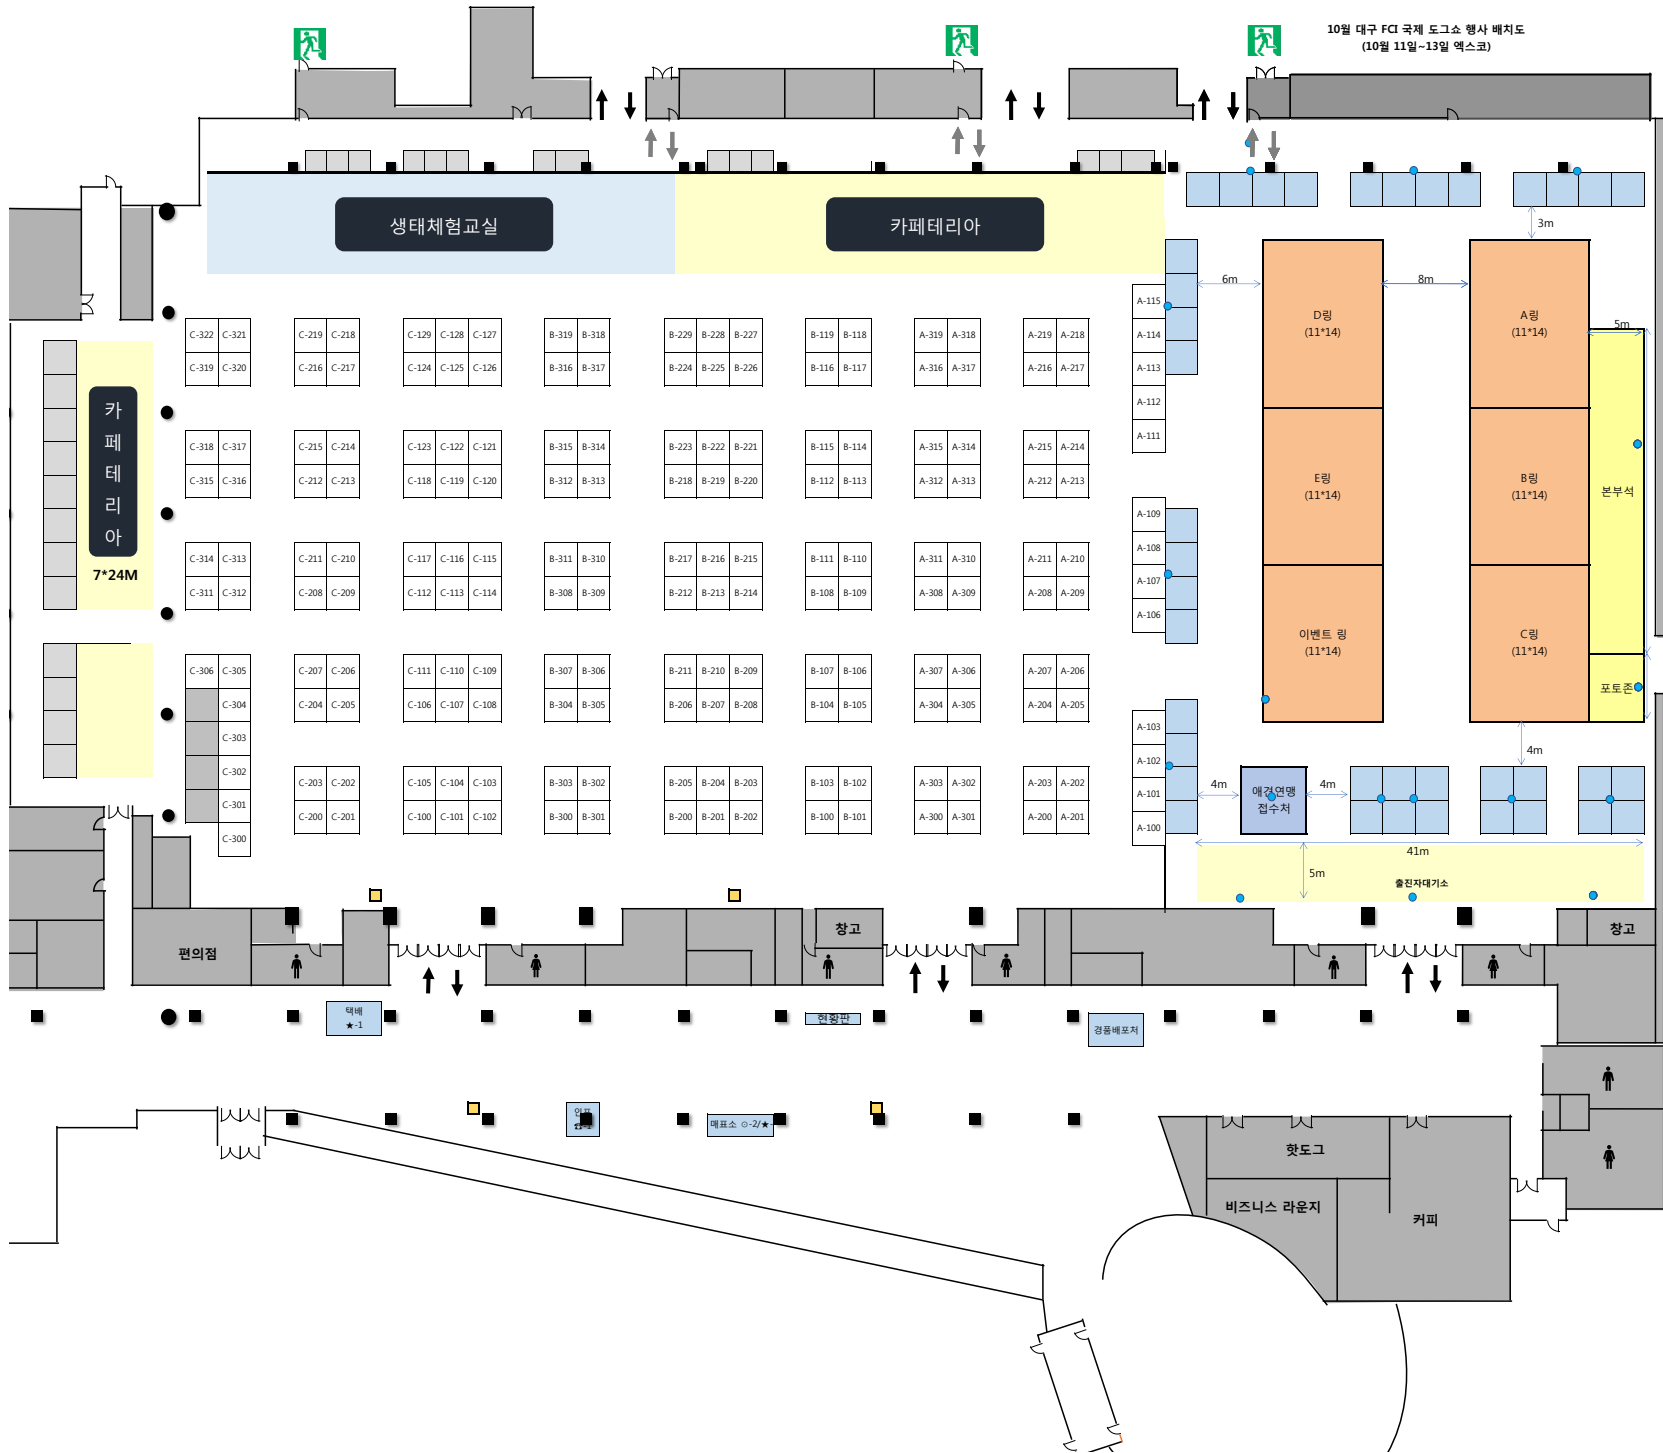 10월 대구 FCI 국제 도그쇼 행사 배치도
(10월 11일~13일 엑스코)
생태체험교실
카페테리아
3m
6m
8m
5m
A-115
A-114
A-113
A-112
A-111
D링
(11*14)
A링
(11*14)
C-322 C-321 C-219 C-218 C-129 C-128 C-127 B-319 B-318 B-229 B-228 B-227 B-119 B-118 A-319 A-318 A-219 A-218
C-319 C-320 C-216 C-217 C-124 C-125 C-126 B-316 B-317 B-224 B-225 B-226 B-116 B-117 A-316 A-317 A-216 A-217
카
페
테
리
아
7*24M
C-318 C-317 C-215 C-214 C-123 C-122 C-121 B-315 B-314 B-223 B-222 B-221 B-115 B-114 A-315 A-314 A-215 A-214
C-315 C-316 C-212 C-213 C-118 C-119 C-120 B-312 B-313 B-218 B-219 B-220 B-112 B-113 A-312 A-313 A-212 A-213
E링
(11*14)
B링
(11*14)
본부석
A-109
A-108
A-107
A-106
C-314 C-313 C-211 C-210 C-117 C-116 C-115 B-311 B-310 B-217 B-216 B-215 B-111 B-110 A-311 A-310 A-211 A-210
C-311 C-312 C-208 C-209 C-112 C-113 C-114 B-308 B-309 B-212 B-213 B-214 B-108 B-109 A-308 A-309 A-208 A-209
이벤트 링
(11*14)
C링
(11*14)
포토존
C-306 C-305 C-207 C-206 C-111 C-110 C-109 B-307 B-306 B-211 B-210 B-209 B-107 B-106 A-307 A-306 A-207 A-206
C-304 C-204 C-205 C-106 C-107 C-108 B-304 B-305 B-206 B-207 B-208 B-104 B-105 A-304 A-305 A-204 A-205
C-303
C-302
C-301
C-300
A-103
A-102
A-101
A-100
C-203 C-202 C-105 C-104 C-103 B-303 B-302 B-205 B-204 B-203 B-103 B-102 A-303 A-302 A-203 A-202
C-200 C-201 C-100 C-101 C-102 B-300 B-301 B-200 B-201 B-202 B-100 B-101 A-300 A-301 A-200 A-201
4m
4m
애견연맹
접수처
4m
41m
5m
출진자대기소
편의점
창고
창고
택배
★-1
현황판
경품배포처
매표소 ⊙-2/★-
핫도그
비즈니스 라운지
커피